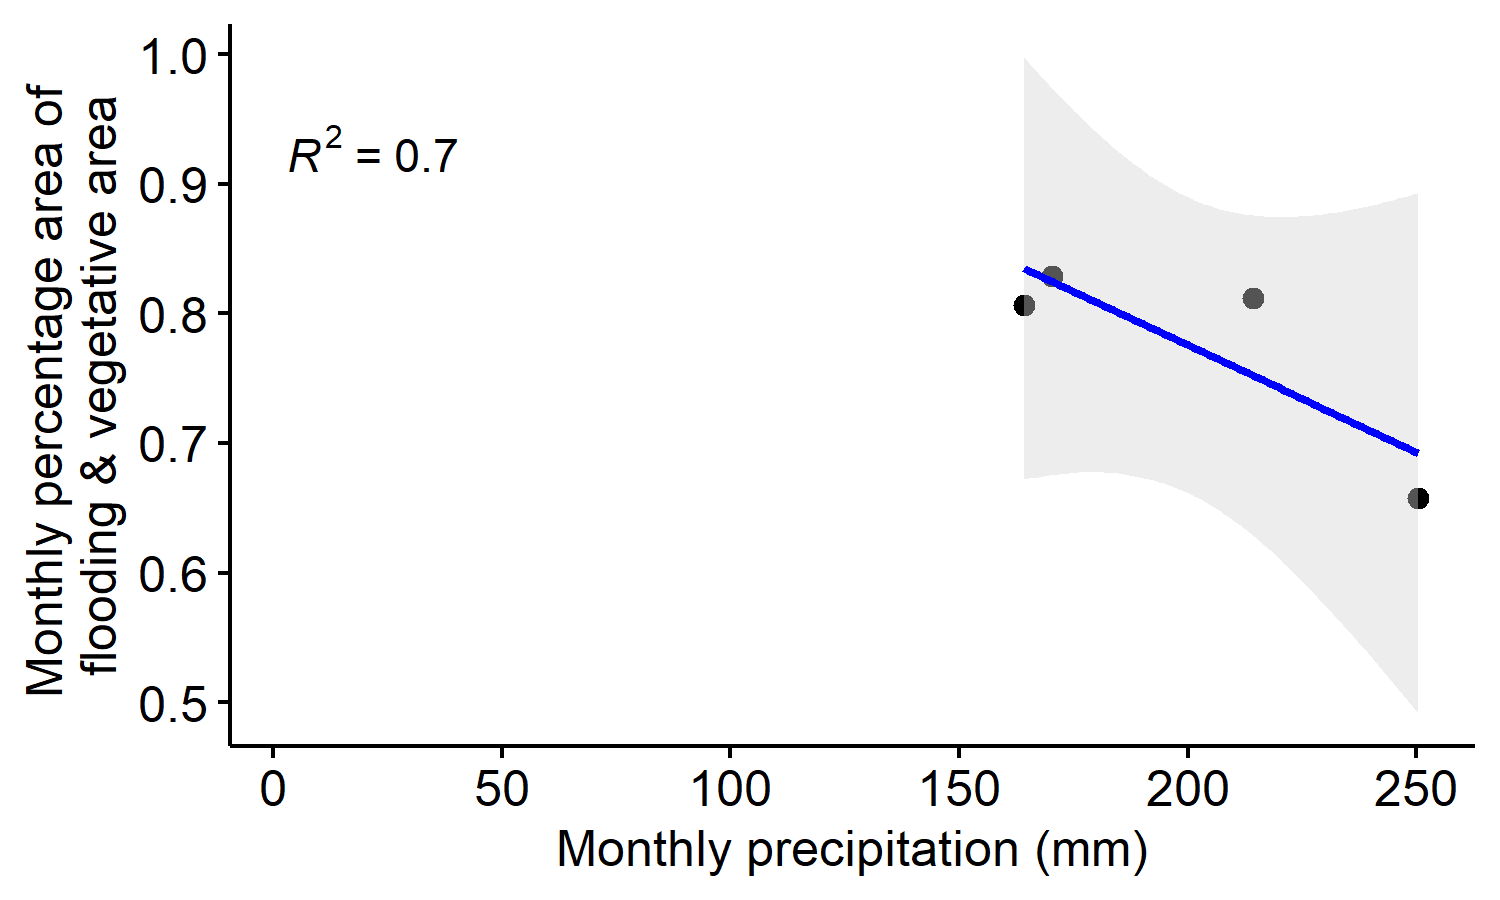 Monthly percentage area of
flooding & vegetative area
1.0
0.9
0.8
0.7
0.6
0.5
R² = 0.7
0 50 100 150 200 250
Monthly precipitation (mm)